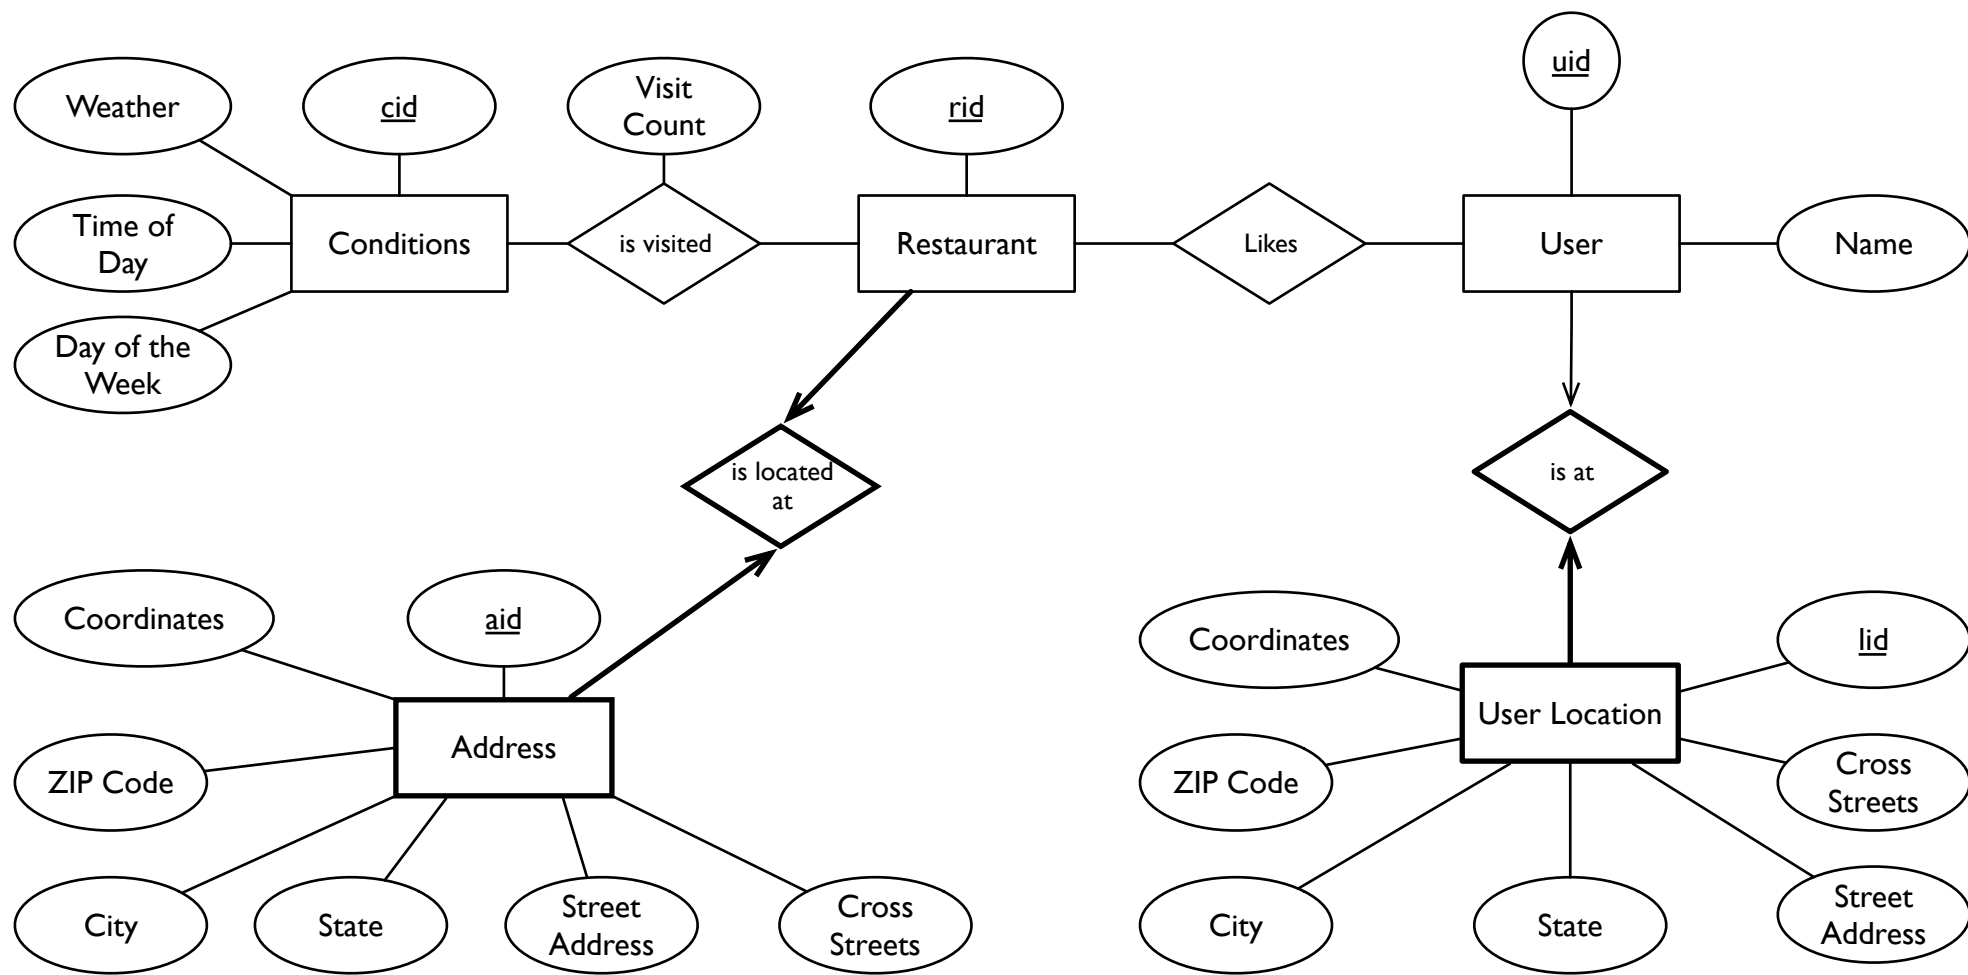 uid
Weather
cid
Visit
Count
rid
Time of
Day
Conditions
is visited
Restaurant
Likes
User
Name
Day of the
Week
is located
at
is at
Coordinates
aid
Coordinates
lid
Address
User Location
ZIP Code
ZIP Code
Cross
Streets
City
State
Street
Address
Cross
Streets
City
State
Street
Address